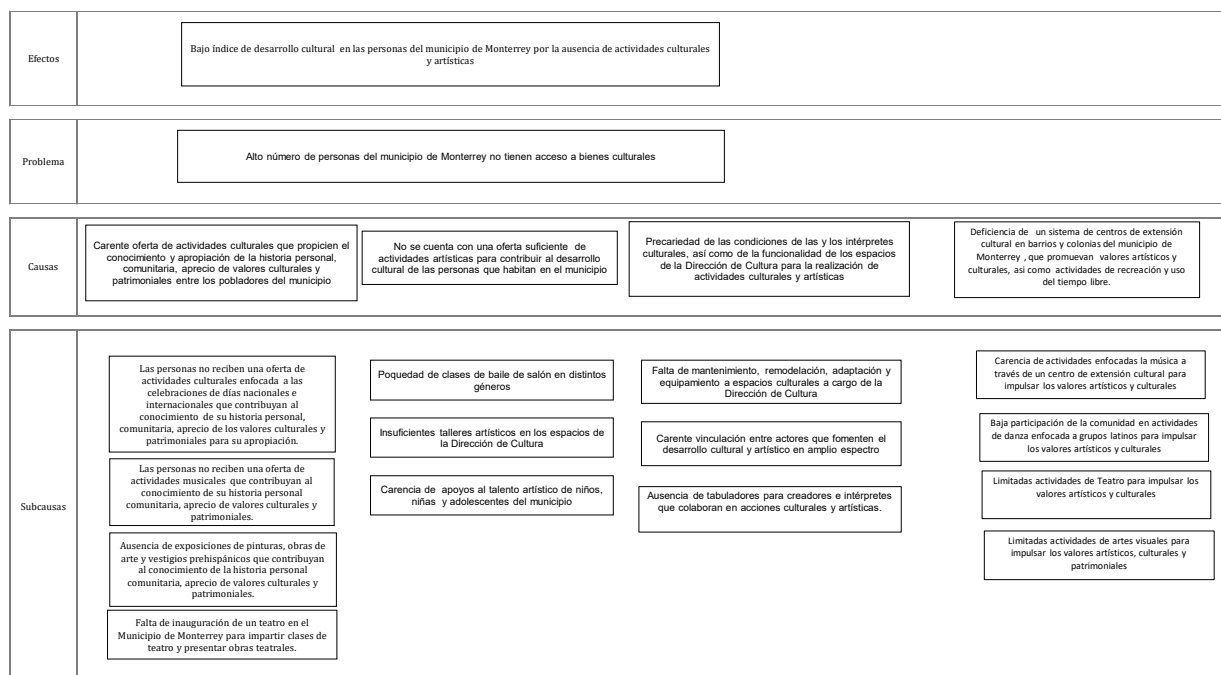 Efectos
Bajo índice de desarrollo cultural en las personas del municipio de Monterrey por la ausencia de actividades culturales
y artísticas
Problema
Alto número de personas del municipio de Monterrey no tienen acceso a bienes culturales
Causas
Carente oferta de actividades culturales que propicien el
conocimiento y apropiación de la historia personal,
comunitaria, aprecio de valores culturales y
patrimoniales entre los pobladores del municipio
No se cuenta con una oferta suficiente de
actividades artísticas para contribuir al desarrollo
cultural de las personas que habitan en el municipio
Precariedad de las condiciones de las y los intérpretes
culturales, así como de la funcionalidad de los espacios
de la Dirección de Cultura para la realización de
actividades culturales y artísticas
Deficiencia de un sistema de centros de extensión
cultural en barrios y colonias del municipio de
Monterrey , que promuevan valores artísticos y
culturales, asi como actividades de recreación y uso
del tiempo libre.
Subcausas
Las personas no reciben una oferta de
actividades culturales enfocada a las
celebraciones de días nacionales e
internacionales que contribuyan al
conocimiento de su historia personal,
comunitaria, aprecio de los valores culturales y
patrimoniales para su apropiación.
Las personas no reciben una oferta de
actividades musicales que contribuyan al
conocimiento de su historia personal
comunitaria, aprecio de valores culturales y
patrimoniales.
Ausencia de exposiciones de pinturas, obras de
arte y vestigios prehispánicos que contribuyan
al conocimiento de la historia personal
comunitaria, aprecio de valores culturales y
patrimoniales.
Falta de inauguración de un teatro en el
Municipio de Monterrey para impartir clases de
teatro y presentar obras teatrales.
Poquedad de clases de baile de salón en distintos
géneros
Insuficientes talleres artísticos en los espacios de
la Dirección de Cultura
Carencia de apoyos al talento artístico de niños,
niñas y adolescentes del municipio
Falta de mantenimiento, remodelación, adaptación y
equipamiento a espacios culturales a cargo de la
Dirección de Cultura
Carente vinculación entre actores que fomenten el
desarrollo cultural y artístico en amplio espectro
Ausencia de tabuladores para creadores e intérpretes
que colaboran en acciones culturales y artísticas.
Carencia de actividades enfocadas la música a
través de un centro de extensión cultural para
impulsar los valores artísticos y culturales
Baja participación de la comunidad en actividades
de danza enfocada a grupos latinos para impulsar
los valores artísticos y culturales
Limitadas actividades de Teatro para impulsar los
valores artísticos y culturales
Limitadas actividades de artes visuales para
impulsar los valores artísticos, culturales y
patrimoniales